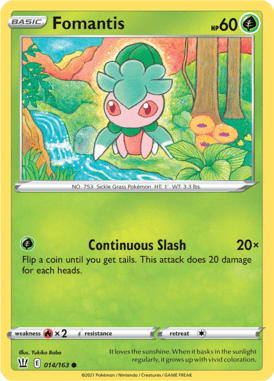 BASIC Fomantis HP60
NO. 753 Sickle Grass Pokémon HT: 1' WT: 3.3 lbs.
Continuous Slash 20×
Flip a coin until you get tails. This attack does 20 damage
for each heads.
weakness ×2 resistance retreat
Illus. Yukiko Baba
014/163
It loves the sunshine. When it basks in the sunlight
regularly, it grows up with vivid coloration.
©2021 Pokémon / Nintendo / Creatures / GAME FREAK